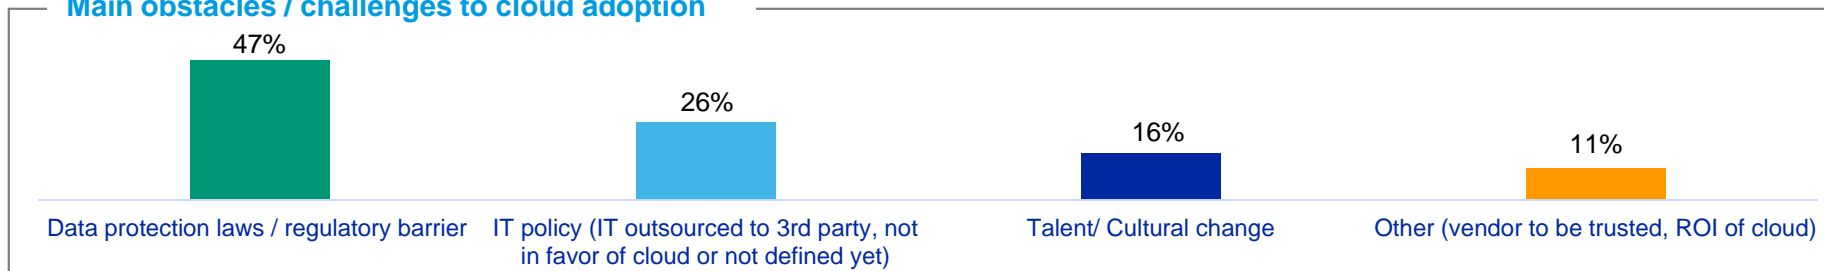 Main obstacles / challenges to cloud adoption
47%
26%
16%
11%
Data protection laws / regulatory barrier
IT policy (IT outsourced to 3rd party, not
in favor of cloud or not defined yet)
Talent/ Cultural change
Other (vendor to be trusted, ROI of cloud)